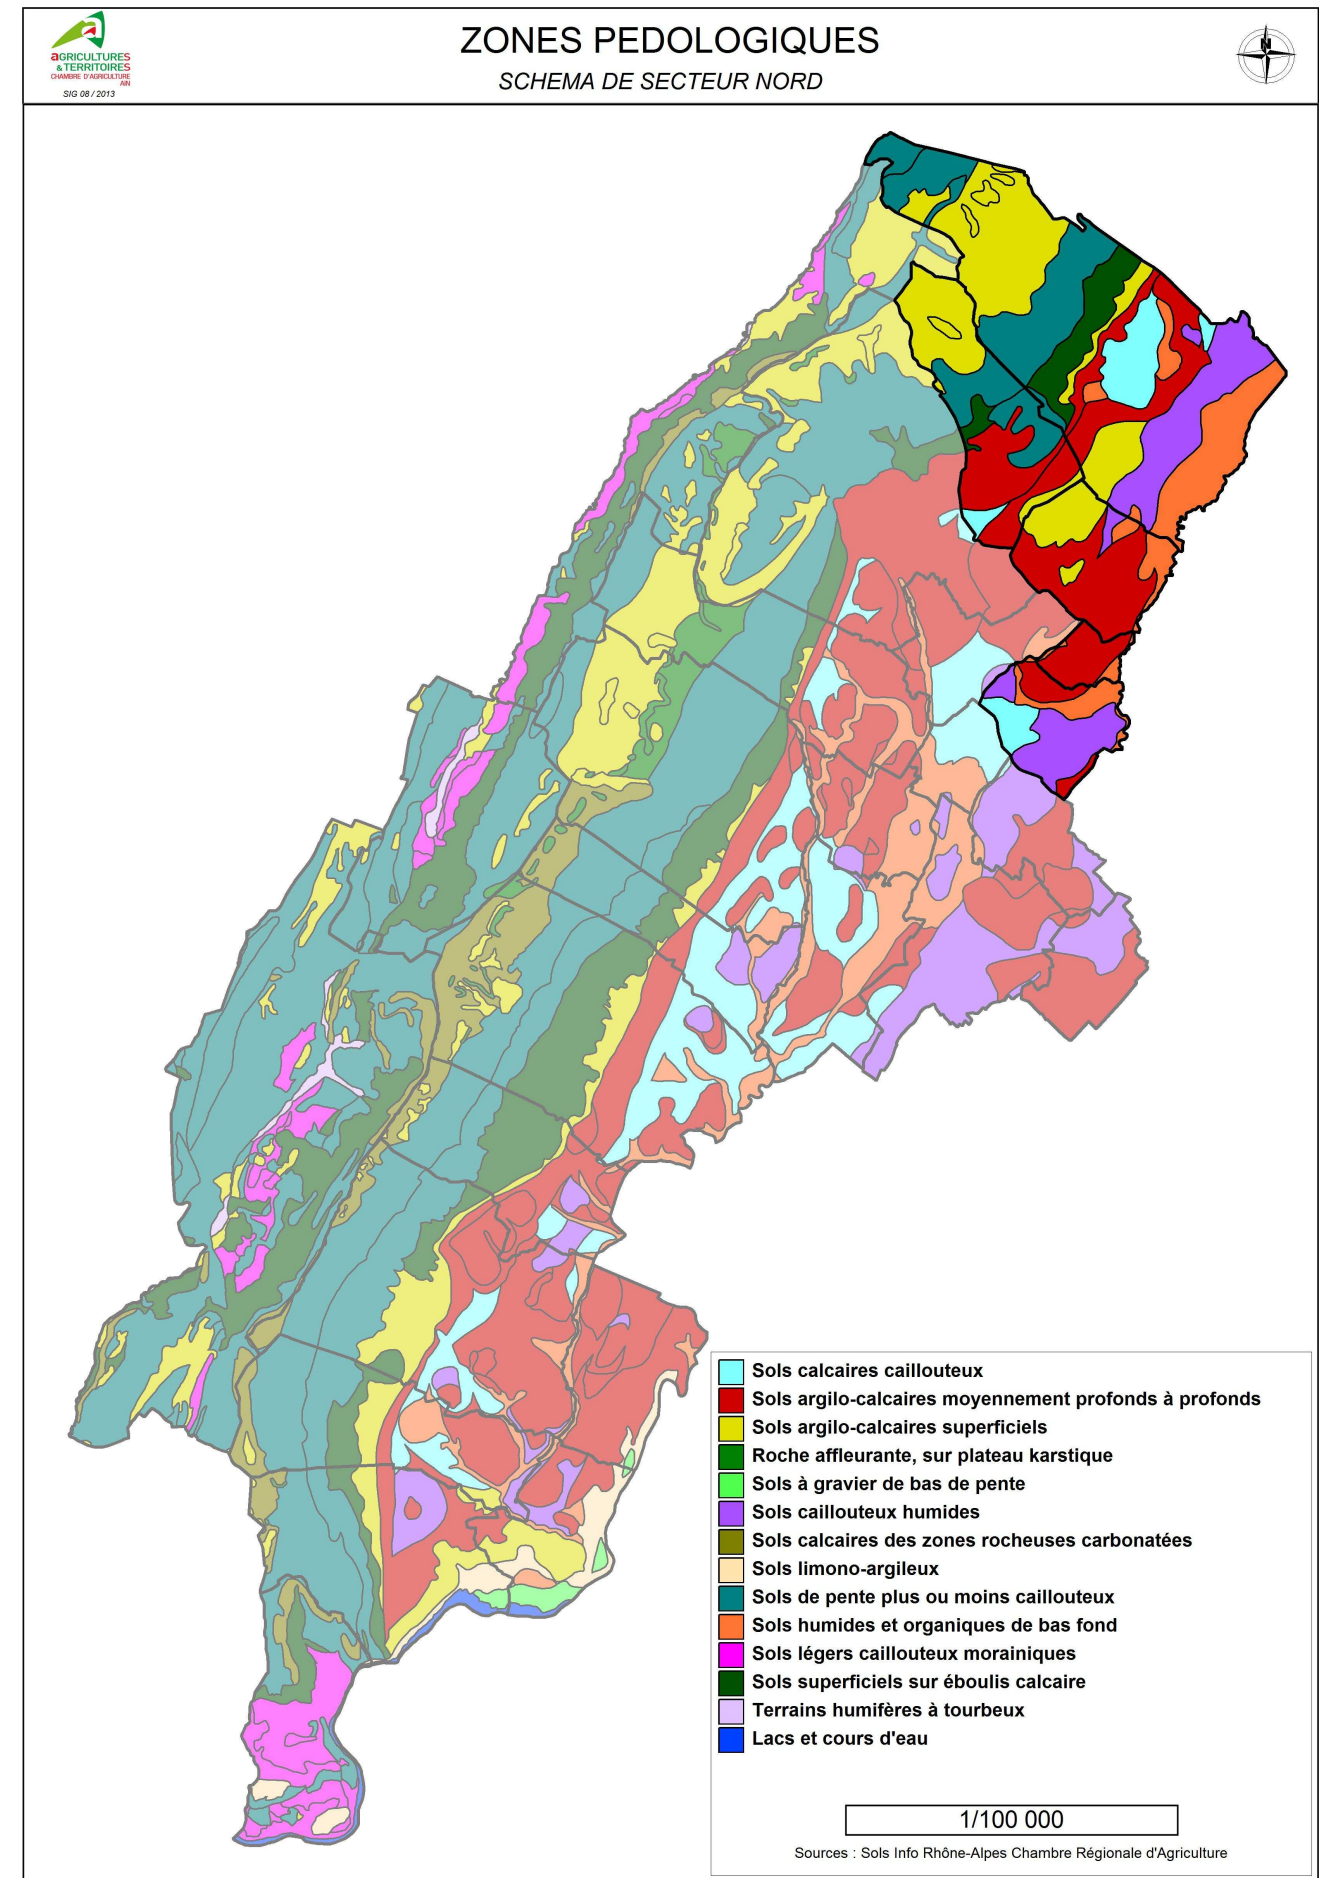 ZONES PEDOLOGIQUES
SCHEMA DE SECTEUR NORD
aGRICULTURES
& TERRITOIRES
CHAMBRE D'AGRICULTURE
AIN
SIG 08 / 2013
N
Sols calcaires caillouteux
Sols argilo-calcaires moyennement profonds à profonds
Sols argilo-calcaires superficiels
Roche affleurante, sur plateau karstique
Sols à gravier de bas de pente
Sols caillouteux humides
Sols calcaires des zones rocheuses carbonatées
Sols limono-argileux
Sols de pente plus ou moins caillouteux
Sols humides et organiques de bas fond
Sols légers caillouteux morainiques
Sols superficiels sur éboulis calcaire
Terrains humifères à tourbeux
Lacs et cours d'eau
1/100 000
Sources : Sols Info Rhône-Alpes Chambre Régionale d'Agriculture